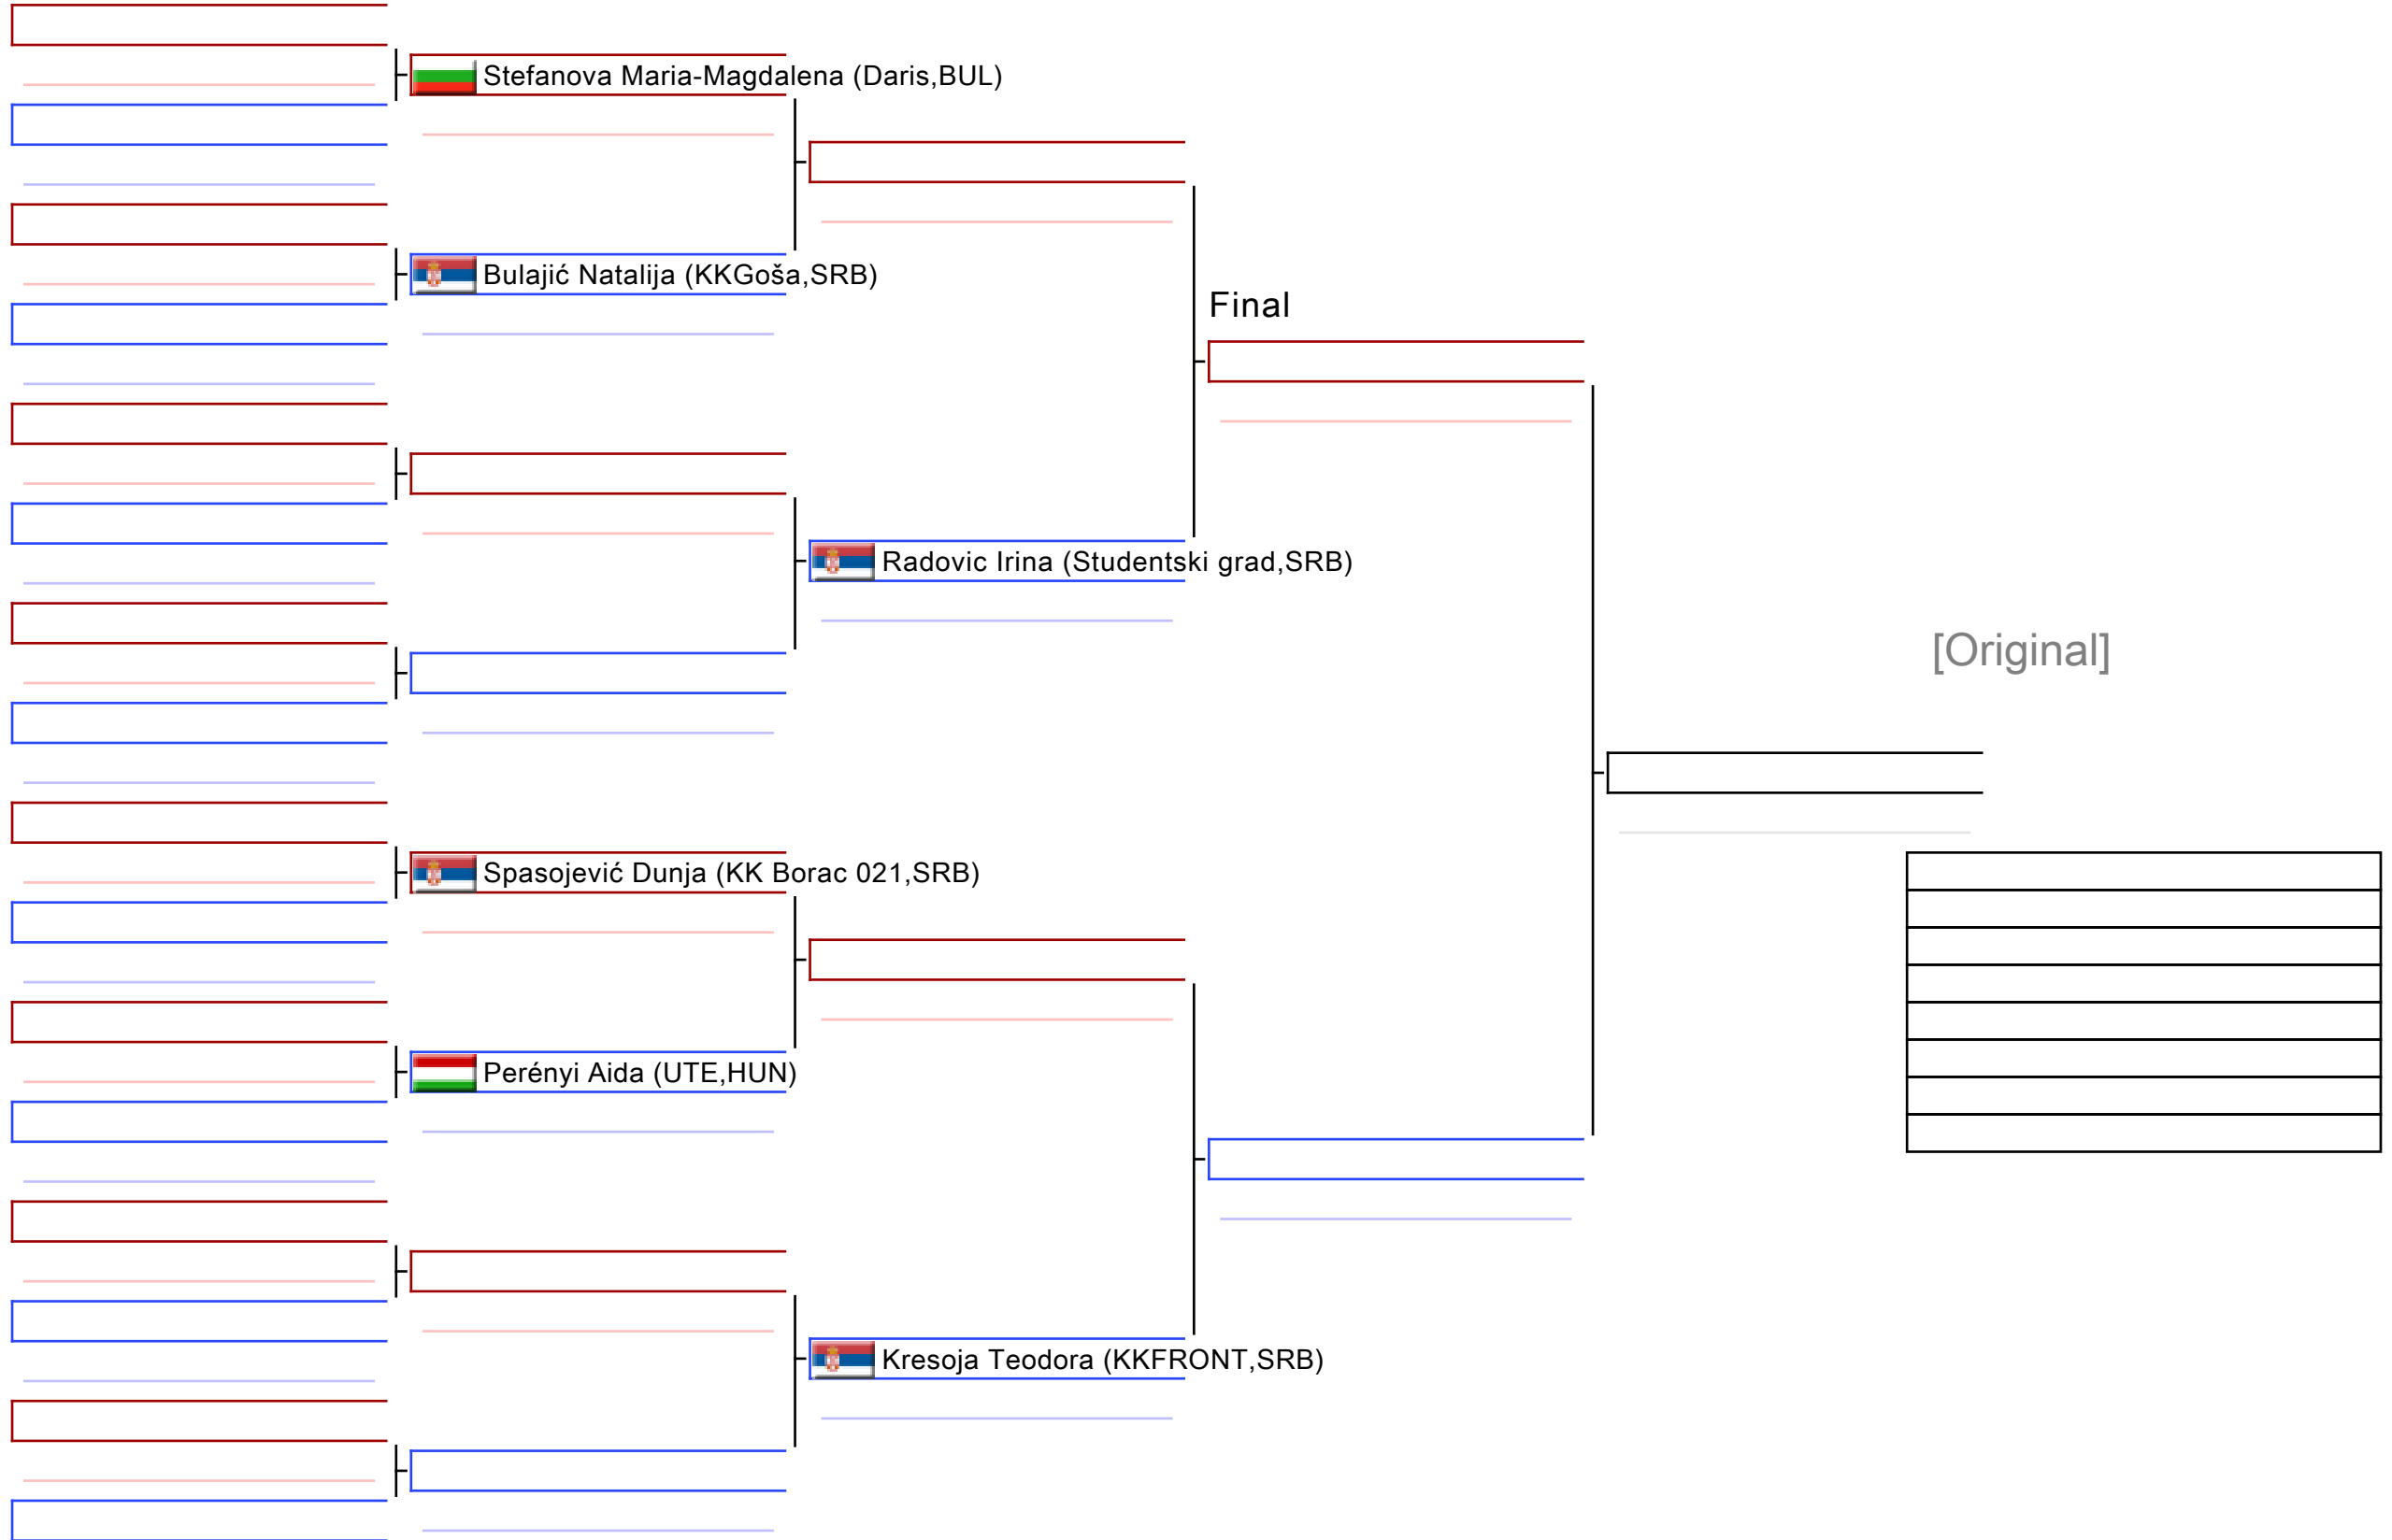 Stefanova Maria-Magdalena (Daris,BUL)
Bulajić Natalija (KKGoša,SRB)
Final
Radovic Irina (Studentski grad,SRB)
[Original]
Spasojević Dunja (KK Borac 021,SRB)
Perényi Aida (UTE,HUN)
Kresoja Teodora (KKFRONT,SRB)